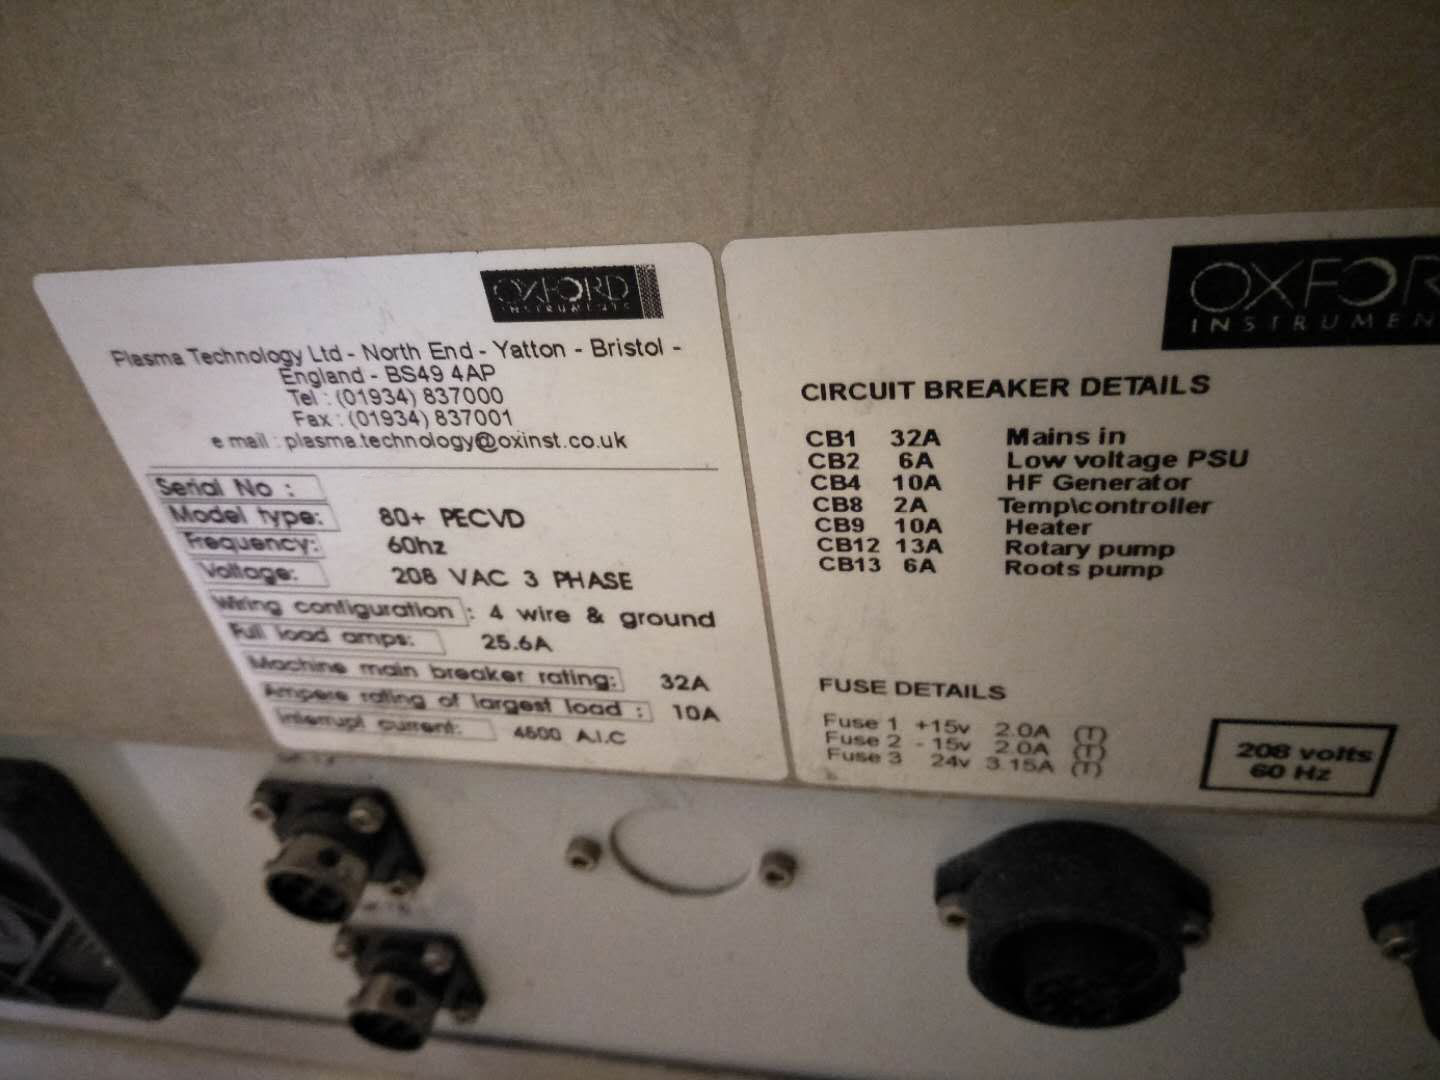 OXFORD
INSTRUMENTS
Plasma Technology Ltd - North End - Yatton - Bristol -
England - BS49 4AP
Tel : (01934) 837000
Fax : (01934) 837001
e mail : plasma.technology@oxinst.co.uk
Serial No :
Model type: 80+ PECVD
Frequency: 60hz
Voltage: 208 VAC 3 PHASE
Wiring configuration : 4 wire & ground
Full load amps: 25.6A
Machine main breaker rating: 32A
Ampere rating of largest load : 10A
Interrupt current: 4500 A.I.C
OXFOR
INSTRUMEN
CIRCUIT BREAKER DETAILS
CB1 32A Mains in
CB2 6A Low voltage PSU
CB4 10A HF Generator
CB8 2A Temp\controller
CB9 10A Heater
CB12 13A Rotary pump
CB13 6A Roots pump
FUSE DETAILS
Fuse 1 +15v 2.0A (T)
Fuse 2 - 15v 2.0A (T)
Fuse 3 24v 3.15A (T)
208 volts
60 Hz